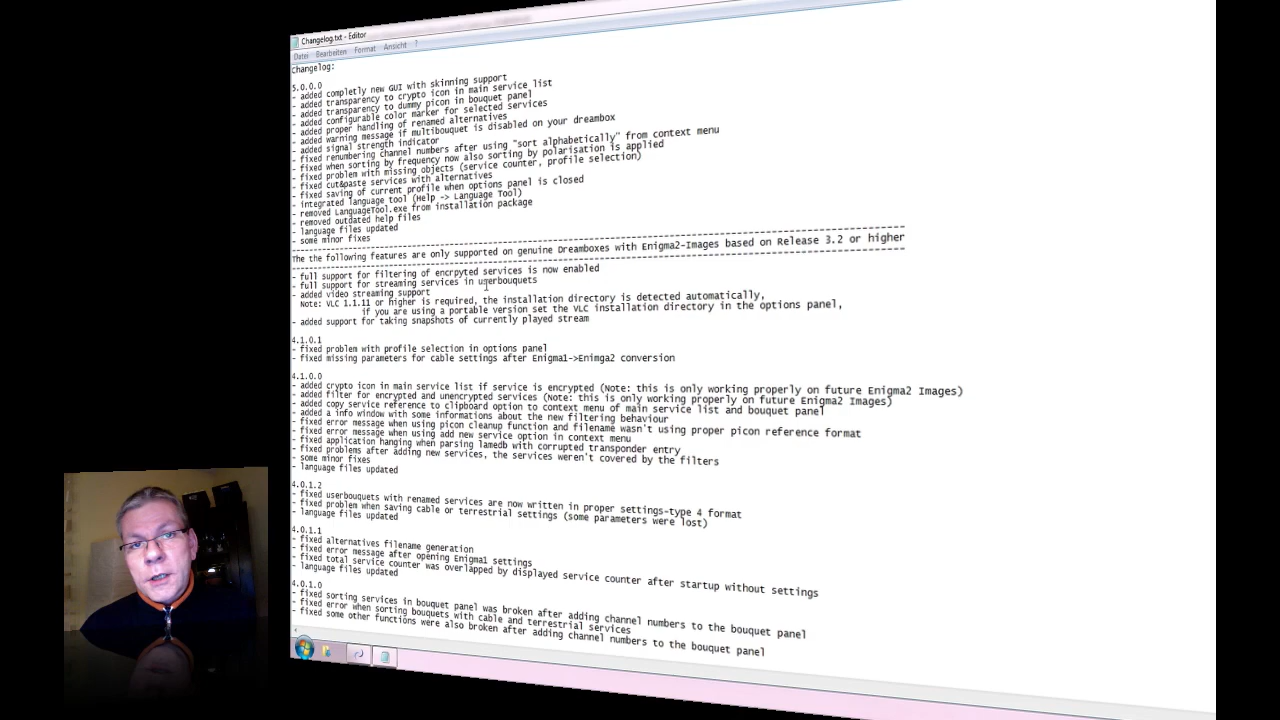 Changelog.txt - Editor
Datei Bearbeiten Format Ansicht ?
Changelog:
5.0.0.0
- added completly new GUI with skinning support
- added transparency to crypto icon in main service list
- added transparency to dummy picon in bouquet panel
- added configurable color marker for selected services
- added proper handling of renamed alternatives
- added warning message if multibouquet is disabled on your dreambox
- added signal strength indicator
- fixed renumbering channel numbers after using "sort alphabetically" from context menu
- fixed when sorting by frequency now also sorting by polarisation is applied
- fixed problem with missing objects (service counter, profile selection)
- fixed cut&paste services with alternatives
- fixed saving of current profile when options panel is closed
- integrated language tool (Help -> Language Tool)
- removed LanguageTool.exe from installation package
- removed outdated help files
- language files updated
- some minor fixes
The the following features are only supported on genuine Dreamboxes with Enigma2-Images based on Release 3.2 or higher
- full support for filtering of encrpyted services is now enabled
- full support for streaming services in userbouquets
- added video streaming support
Note: VLC 1.1.11 or higher is required, the installation directory is detected automatically,
if you are using a portable version set the VLC installation directory in the options panel,
- added support for taking snapshots of currently played stream
4.1.0.1
- fixed problem with profile selection in options panel
- fixed missing parameters for cable settings after Enigma1->Enimga2 conversion
4.1.0.0
- added crypto icon in main service list if service is encrypted (Note: this is only working properly on future Enigma2 Images)
- added filter for encrypted and unencrypted services (Note: this is only working properly on future Enigma2 Images)
- added copy service reference to clipboard option to context menu of main service list and bouquet panel
- added a info window with some informations about the new filtering behaviour
- fixed error message when using picon cleanup function and filename wasn't using proper picon reference format
- fixed error message when using add new service option in context menu
- fixed application hanging when parsing lamedb with corrupted transponder entry
- fixed problems after adding new services, the services weren't covered by the filters
- some minor fixes
- language files updated
4.0.1.2
- fixed userbouquets with renamed services are now written in proper settings-type 4 format
- fixed problem when saving cable or terrestrial settings (some parameters were lost)
- language files updated
4.0.1.1
- fixed alternatives filename generation
- fixed error message after opening Enigma1 settings
- fixed total service counter was overlapped by displayed service counter after startup without settings
- language files updated
4.0.1.0
- fixed sorting services in bouquet panel was broken after adding channel numbers to the bouquet panel
- fixed error when sorting bouquets with cable and terrestrial services
- fixed some other functions were also broken after adding channel numbers to the bouquet panel